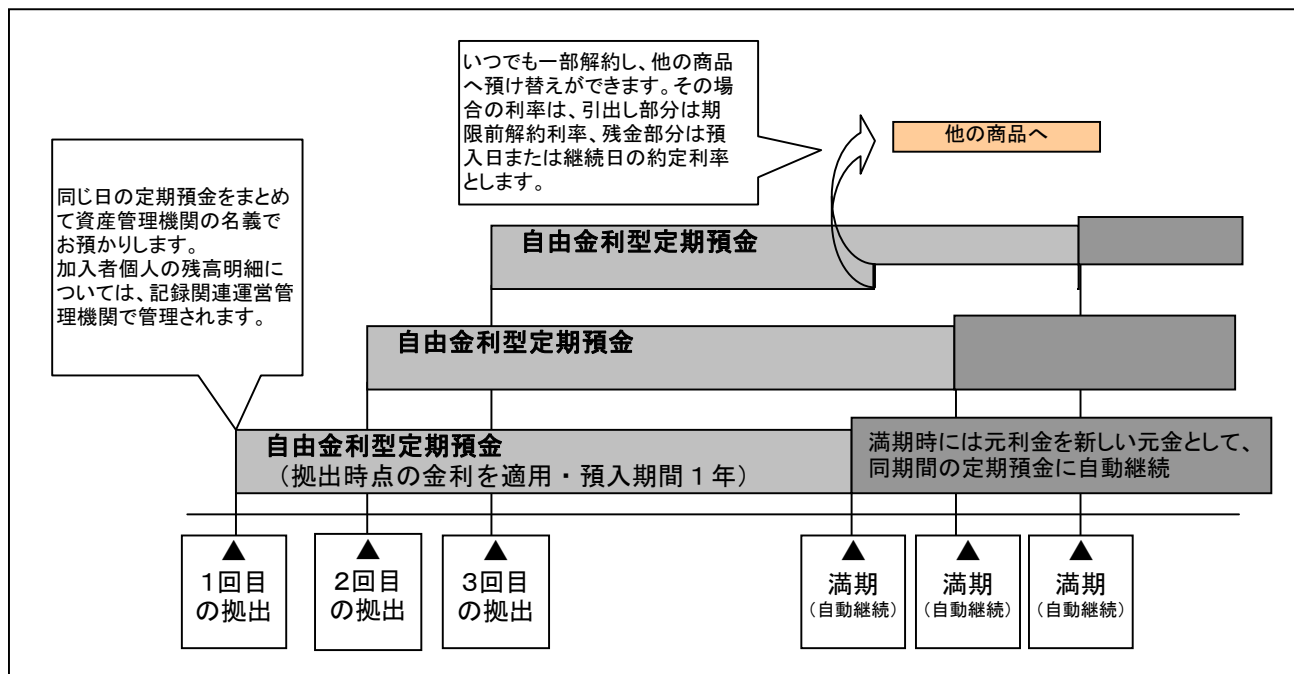 いつでも一部解約し、他の商品
へ預け替えができます。その場
合の利率は、引出し部分は期
限前解約利率、残金部分は預
入日または継続日の約定利率
とします。
他の商品へ
同じ日の定期預金をまとめ
て資産管理機関の名義で
お預かりします。
加入者個人の残高明細に
ついては、記録関連運営管
理機関で管理されます。
自由金利型定期預金
自由金利型定期預金
自由金利型定期預金
（拠出時点の金利を適用・預入期間１年）
満期時には元利金を新しい元金として、
同期間の定期預金に自動継続
▲
１回目
の拠出
▲
２回目
の拠出
▲
３回目
の拠出
▲
満期
（自動継続）
▲
満期
（自動継続）
▲
満期
（自動継続）